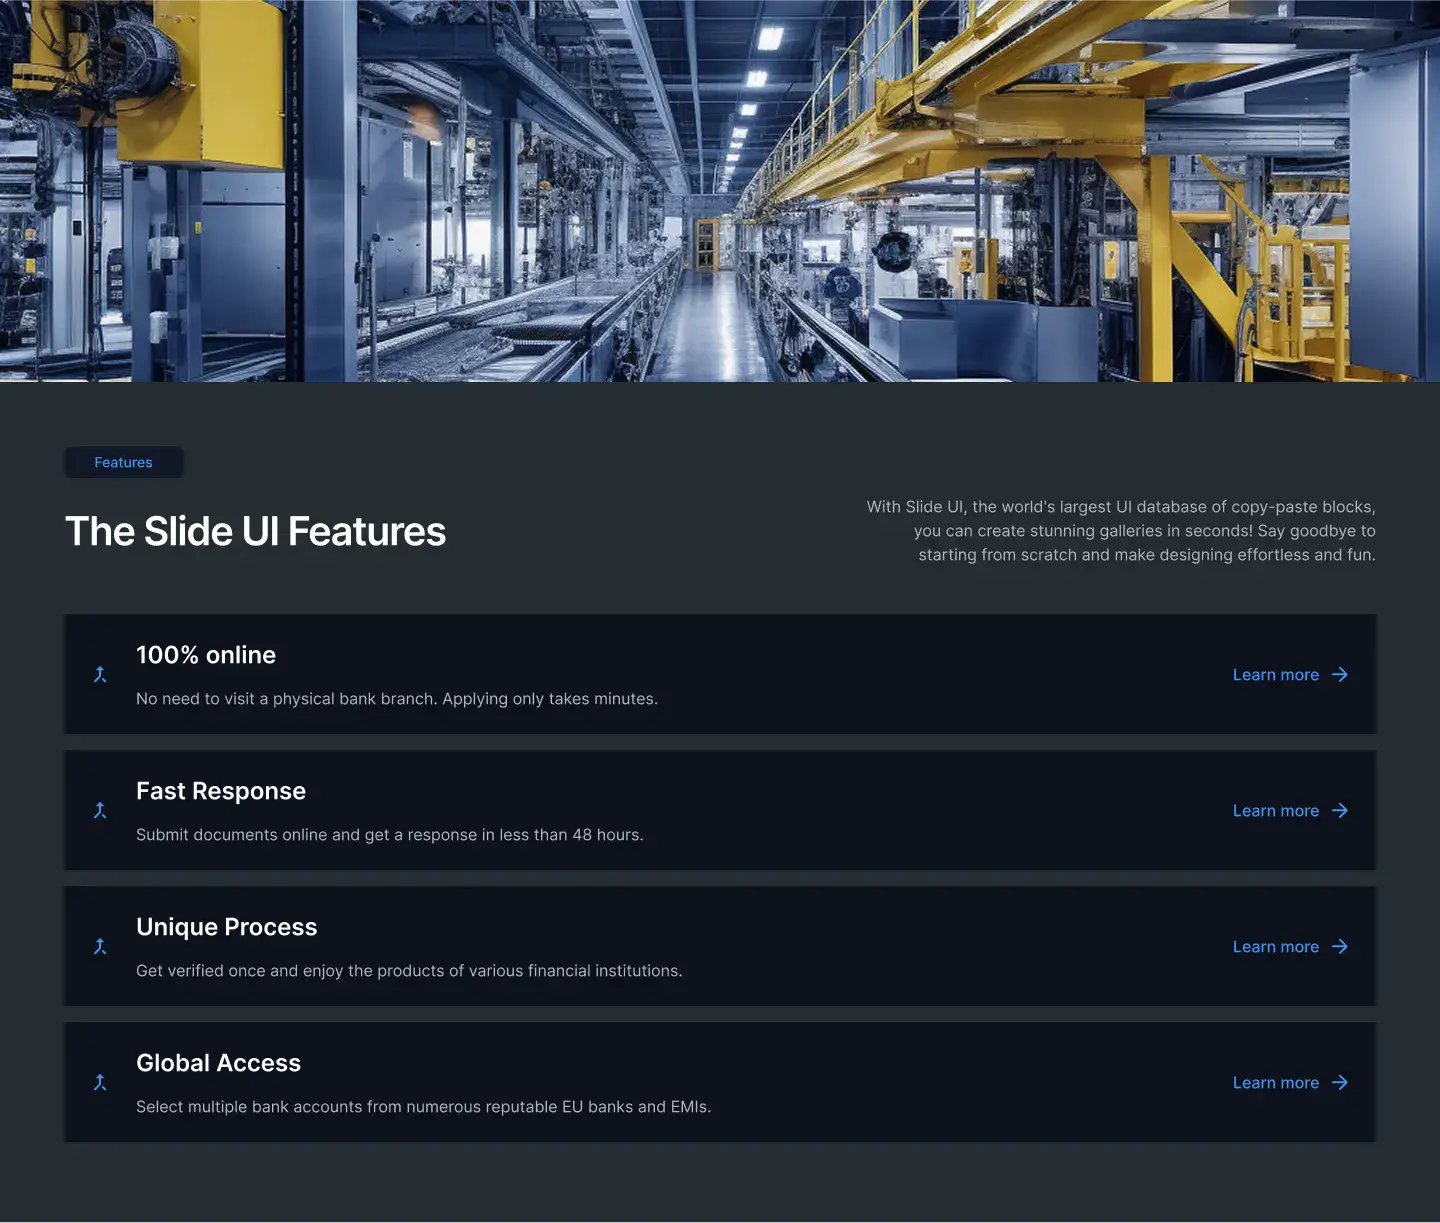 Features
The Slide UI Features
With Slide UI, the world's largest UI database of copy-paste blocks,
you can create stunning galleries in seconds! Say goodbye to
starting from scratch and make designing effortless and fun.
100% online
No need to visit a physical bank branch. Applying only takes minutes.
Learn more
Fast Response
Submit documents online and get a response in less than 48 hours.
Learn more
Unique Process
Get verified once and enjoy the products of various financial institutions.
Learn more
Global Access
Select multiple bank accounts from numerous reputable EU banks and EMIs.
Learn more